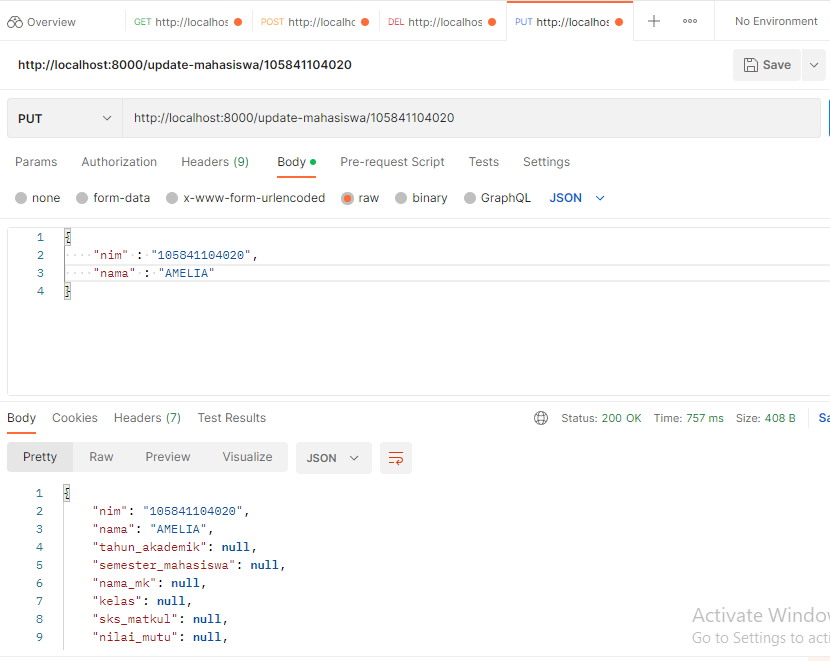 Overview GET http://localhos POST http://localhc DEL http://localhos PUT http://localhos No Environment
http://localhost:8000/update-mahasiswa/105841104020 Save
PUT http://localhost:8000/update-mahasiswa/105841104020
Params Authorization Headers (9) Body Pre-request Script Tests Settings
none form-data x-www-form-urlencoded raw binary GraphQL JSON
1 {
2 "nim" : "105841104020",
3 "nama" : "AMELIA"
4 }
Body Cookies Headers (7) Test Results Status: 200 OK Time: 757 ms Size: 408 B Sa
Pretty Raw Preview Visualize JSON
1 {
2 "nim": "105841104020",
3 "nama": "AMELIA",
4 "tahun_akademik": null,
5 "semester_mahasiswa": null,
6 "nama_mk": null,
7 "kelas": null,
8 "sks_matkul": null,
9 "nilai_mutu": null,
Activate Windo
Go to Settings to acti